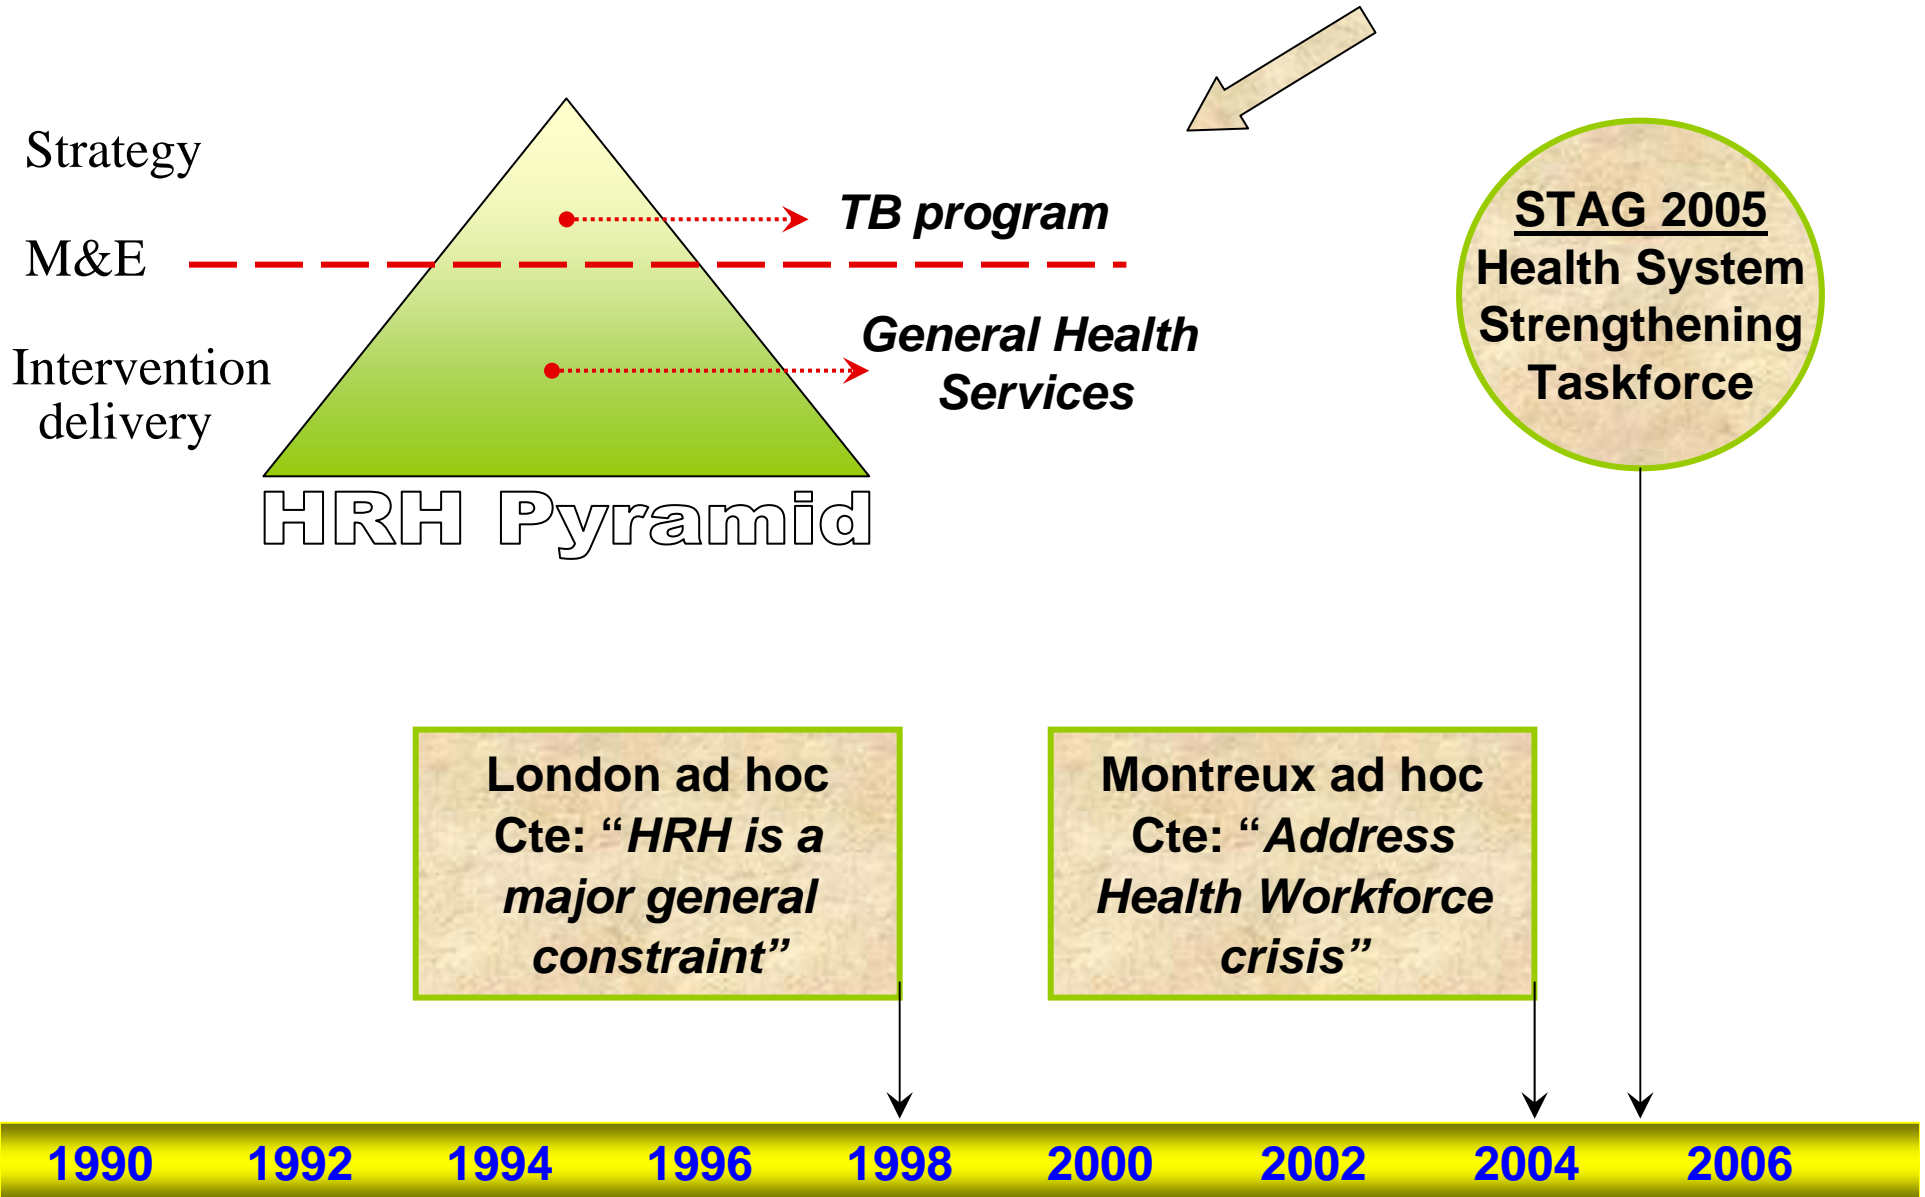 Strategy
M&E
Intervention
delivery
TB program
General Health
Services
HRH Pyramid
STAG 2005
Health System
Strengthening
Taskforce
London ad hoc
Cte: “HRH is a
major general
constraint”
Montreux ad hoc
Cte: “Address
Health Workforce
crisis”
1990 1992 1994 1996 1998 2000 2002 2004 2006